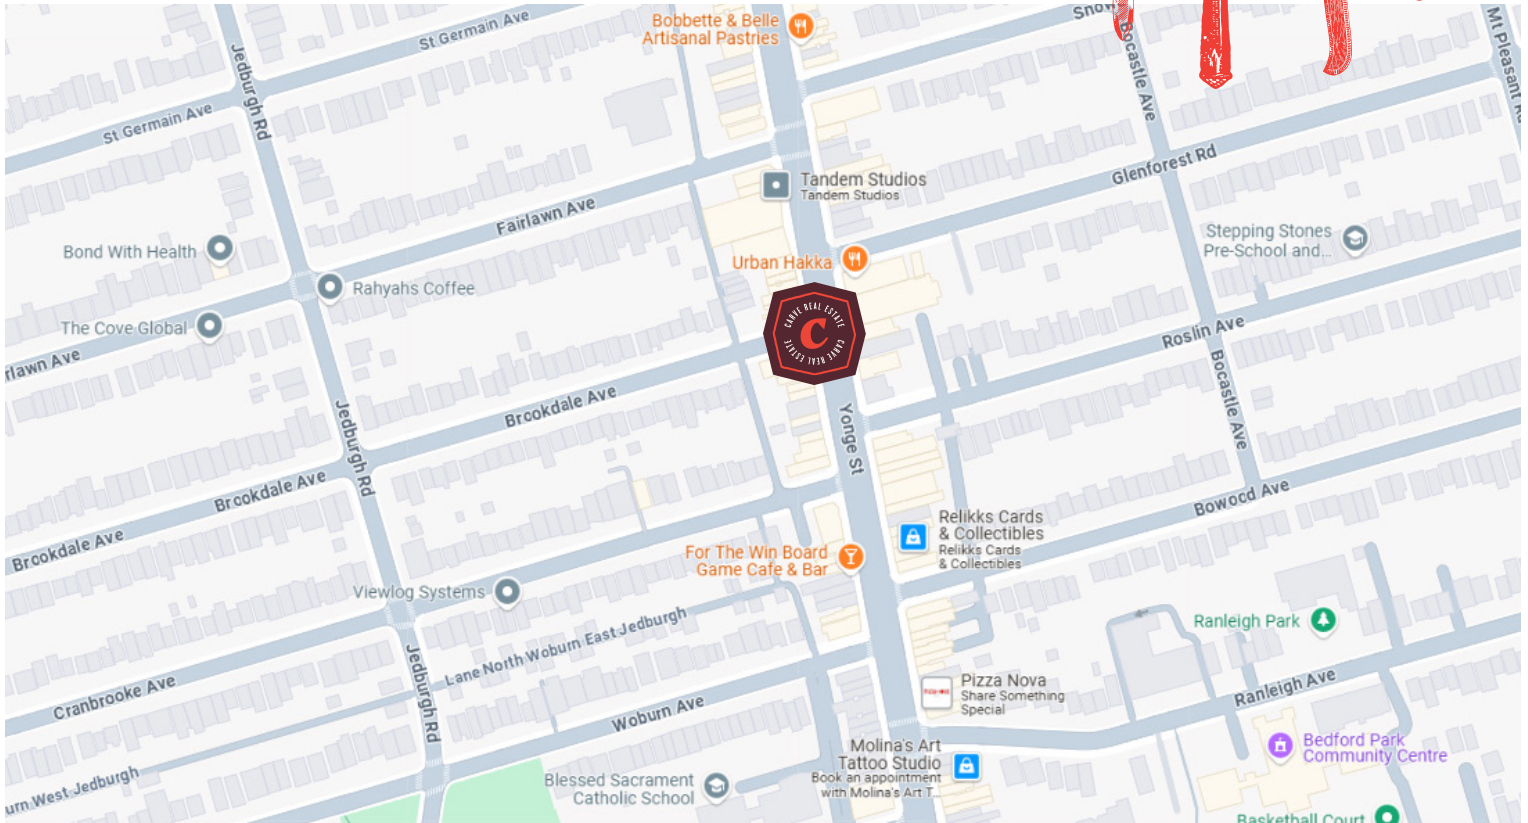 Bobbette & Belle
Artisanal Pastries
St Germain Ave
Jedburgh Rd
Bocastle Ave
Mt Pleasant
St Germain Ave
Glenforest Rd
Tandem Studios
Tandem Studios
Fairlawn Ave
Stepping Stones
Pre-School and...
Bond With Health
Urban Hakka
Rahyahs Coffee
The Cove Global
CARVE REAL ESTATE
C
CARVE REAL ESTATE
Roslin Ave
rlawn Ave
Brookdale Ave
Jedburgh Rd
Yonge St
Bocastle Ave
Brookdale Ave
Bowood Ave
Brookdale Ave
Relikks Cards
& Collectibles
Relikks Cards
& Collectibles
For The Win Board
Game Cafe & Bar
Viewlog Systems
Lane North Woburn East Jedburgh
Ranleigh Park
Cranbrooke Ave
Jedburgh Rd
Pizza Nova
Share Something
Special
Ranleigh Ave
Woburn Ave
Molina's Art
Tattoo Studio
Book an appointment
with Molina's Art T...
Bedford Park
Community Centre
Blessed Sacrament
Catholic School
urn West Jedburgh
Basketball Court